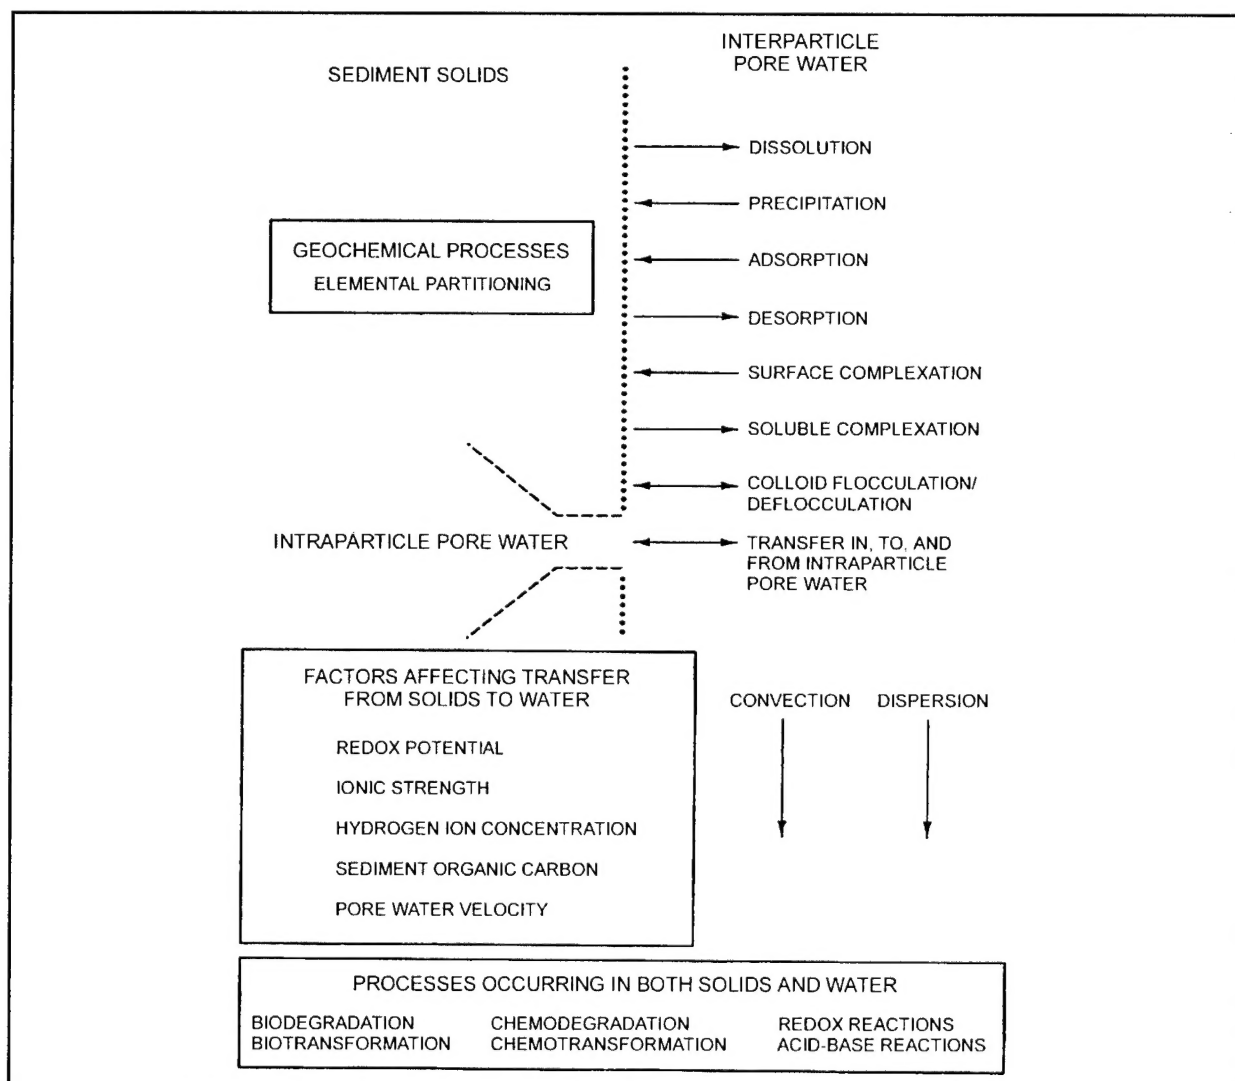 SEDIMENT SOLIDS
INTERPARTICLE
PORE WATER
DISSOLUTION
PRECIPITATION
GEOCHEMICAL PROCESSES
ELEMENTAL PARTITIONING
ADSORPTION
DESORPTION
SURFACE COMPLEXATION
SOLUBLE COMPLEXATION
COLLOID FLOCCULATION/
DEFLOCCULATION
INTRAPARTICLE PORE WATER
TRANSFER IN, TO, AND
FROM INTRAPARTICLE
PORE WATER
FACTORS AFFECTING TRANSFER
FROM SOLIDS TO WATER
REDOX POTENTIAL
IONIC STRENGTH
HYDROGEN ION CONCENTRATION
SEDIMENT ORGANIC CARBON
PORE WATER VELOCITY
CONVECTION
DISPERSION
PROCESSES OCCURRING IN BOTH SOLIDS AND WATER
BIODEGRADATION
BIOTRANSFORMATION
CHEMODEGRADATION
CHEMOTRANSFORMATION
REDOX REACTIONS
ACID-BASE REACTIONS